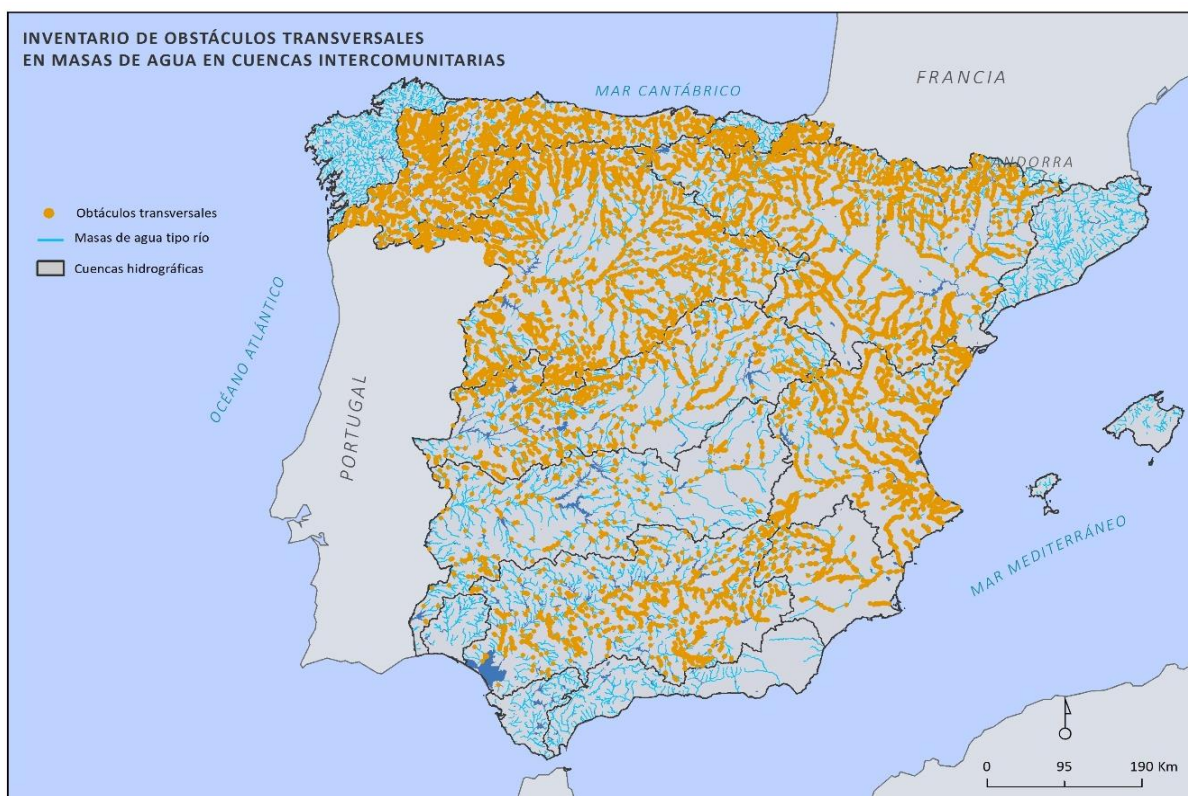 INVENTARIO DE OBSTÁCULOS TRANSVERSALES
EN MASAS DE AGUA EN CUENCAS INTERCOMUNITARIAS
MAR CANTÁBRICO
FRANCIA
ANDORRA
Obtáculos transversales
Masas de agua tipo río
Cuencas hidrográficas
OCÉANO ATLÁNTICO
PORTUGAL
MAR MEDITERRÁNEO
0 95 190 Km